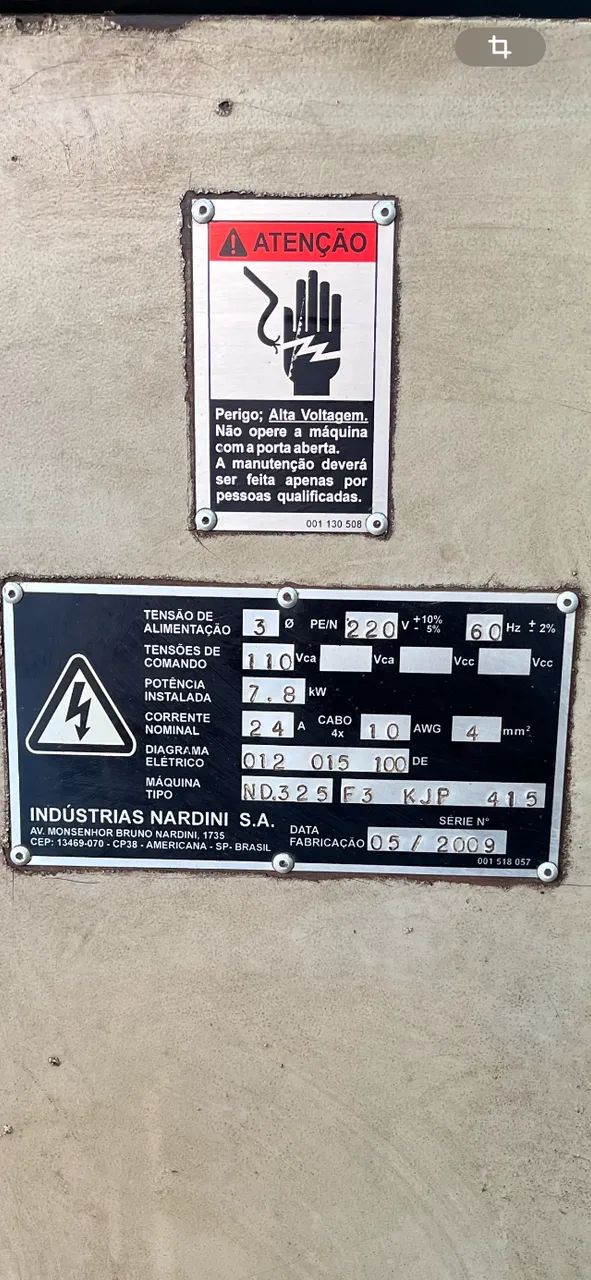 ATENÇÃO
Perigo; Alta Voltagem.
Não opere a máquina
com a porta aberta.
A manutenção deverá
ser feita apenas por
pessoas qualificadas.
001 130 508
TENSÃO DE ALIMENTAÇÃO 3 Ø PE/N 220 V +10% - 5% 60 Hz ± 2%
TENSÕES DE COMANDO 110 Vca Vca Vcc Vcc
POTÊNCIA INSTALADA 7.8 kW
CORRENTE NOMINAL 24 A CABO 4x 10 AWG 4 mm²
DIAGRAMA ELÉTRICO 012 015 100 DE
MÁQUINA TIPO ND.325 F3 KJP 415
INDÚSTRIAS NARDINI S.A. SÉRIE Nº
AV. MONSENHOR BRUNO NARDINI, 1735
CEP: 13469-070 - CP38 - AMERICANA - SP- BRASIL
DATA FABRICAÇÃO 05 / 2009
001 518 057